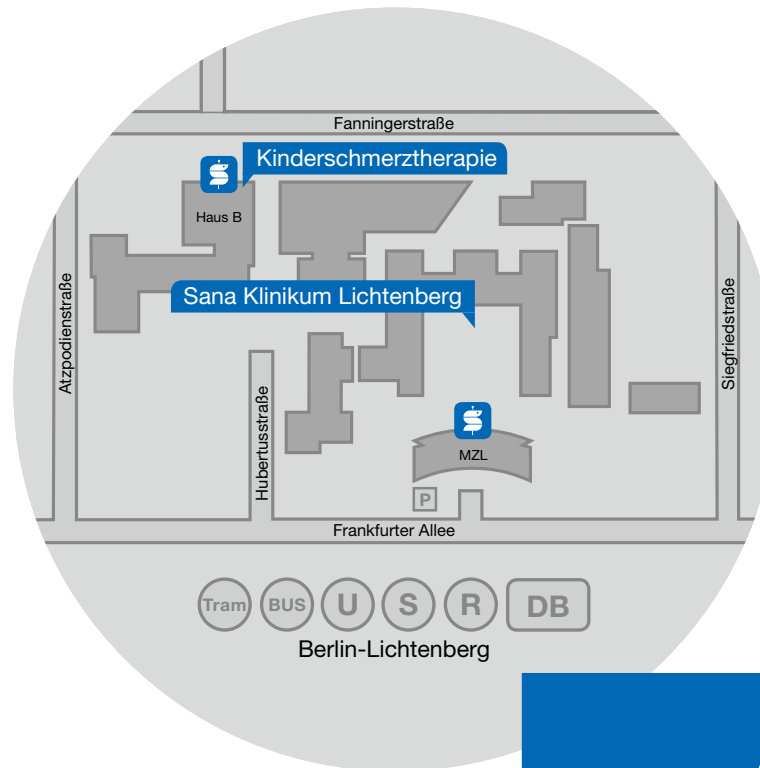 Fanningerstraße
Kinderschmerztherapie
Haus B
Sana Klinikum Lichtenberg
Atzpodienstraße
Siegfriedstraße
Hubertusstraße
MZL
P
Frankfurter Allee
Tram BUS U S R DB
Berlin-Lichtenberg